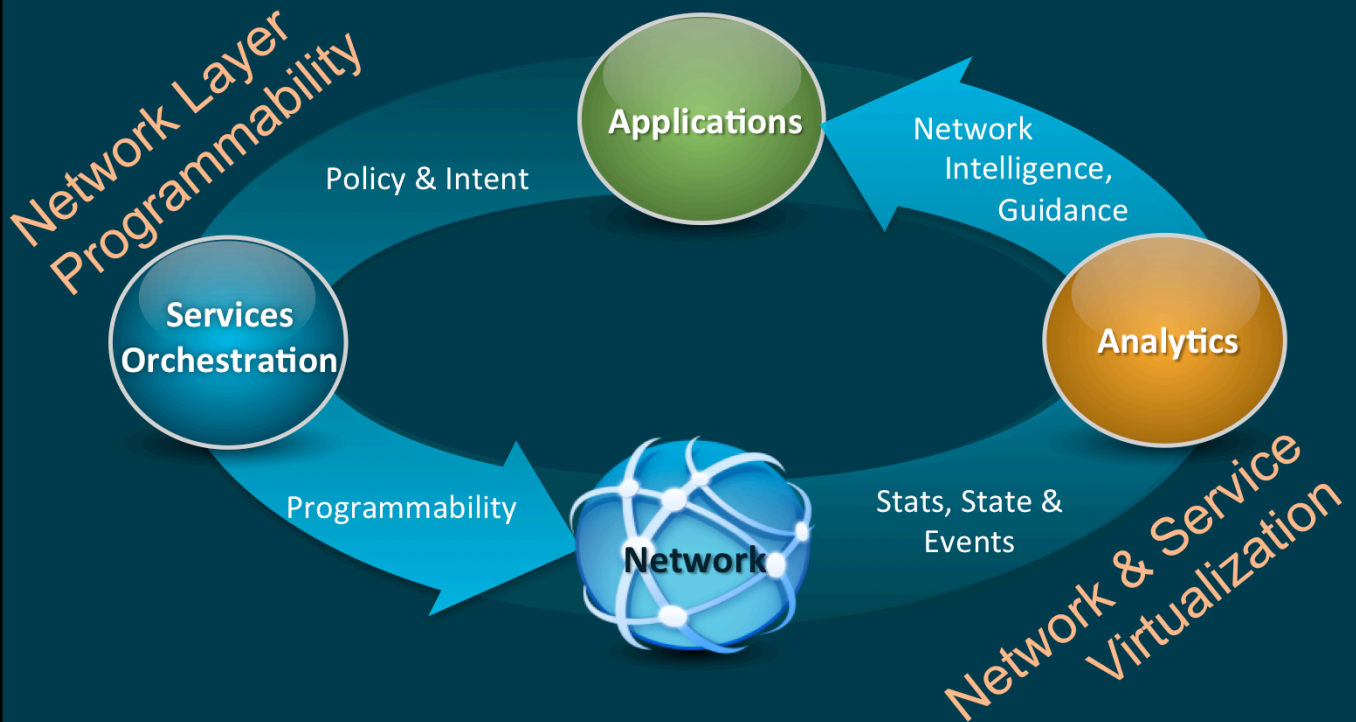 Network Layer
Programmability
Applications
Network
Intelligence,
Guidance
Policy & Intent
Services
Orchestration
Analytics
Programmability
Network
Stats, State &
Events
Network & Service
Virtualization